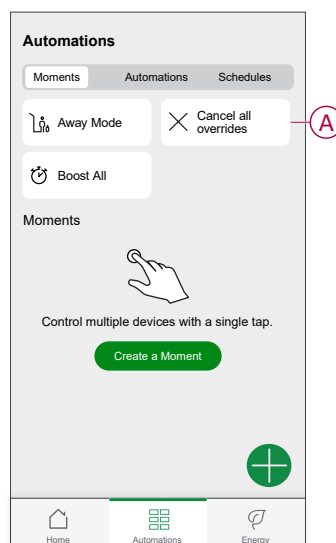 Automations
Moments Automations Schedules
Away Mode
Cancel all
overrides
A
Boost All
Moments
Control multiple devices with a single tap.
Create a Moment
Home Automations Energy